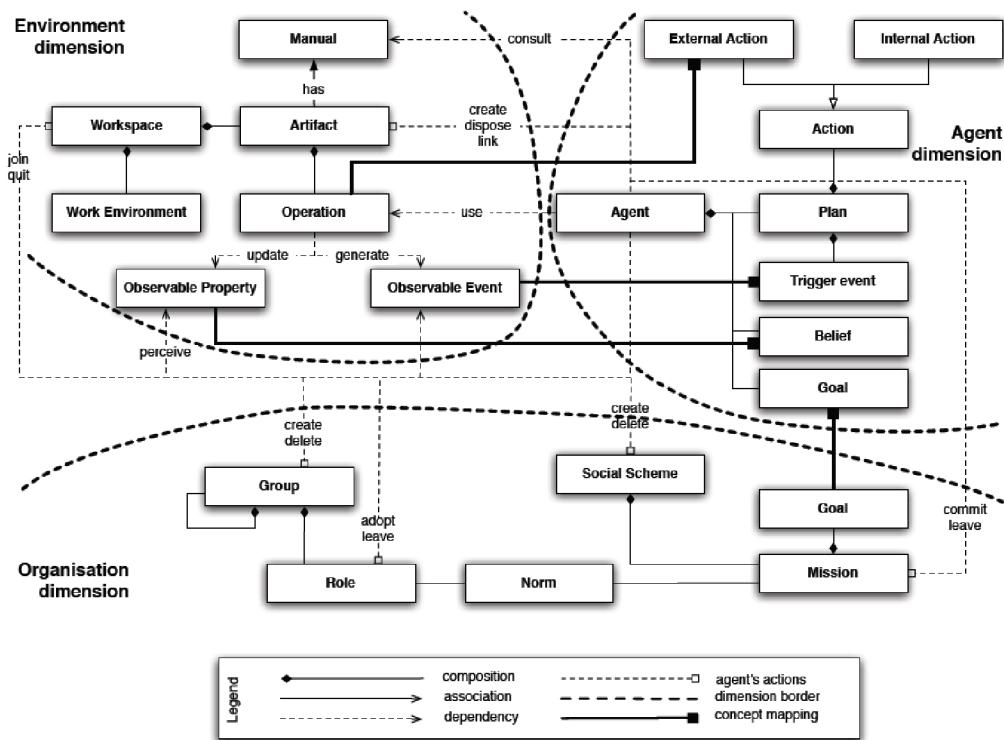 Environment
dimension
Manual
consult
External Action
Internal Action
has
Workspace
Artifact
create
dispose
link
Action
Agent
dimension
join
quit
Work Environment
Operation
use
Agent
Plan
update
generate
Observable Property
Observable Event
Trigger event
perceive
Belief
Goal
create
delete
create
delete
Group
Social Scheme
Goal
adopt
leave
commit
leave
Organisation
dimension
Role
Norm
Mission
Legend
composition
agent's actions
association
dimension border
dependency
concept mapping